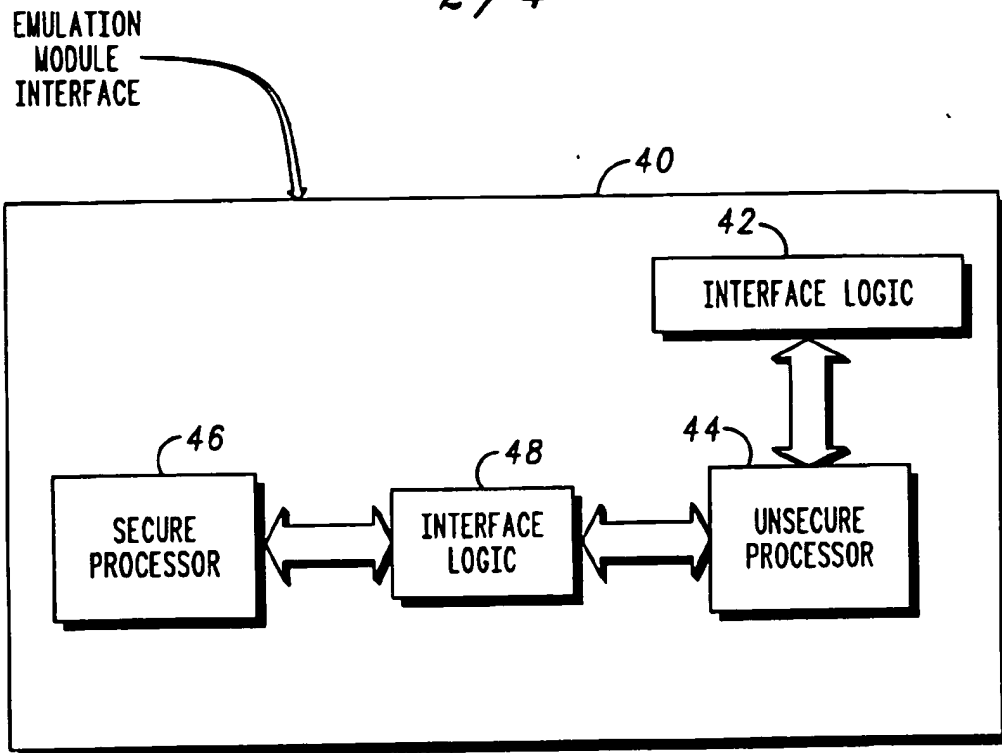 2/4
EMULATION
MODULE
INTERFACE
40
42
INTERFACE LOGIC
46
48
44
SECURE
PROCESSOR
INTERFACE
LOGIC
UNSECURE
PROCESSOR